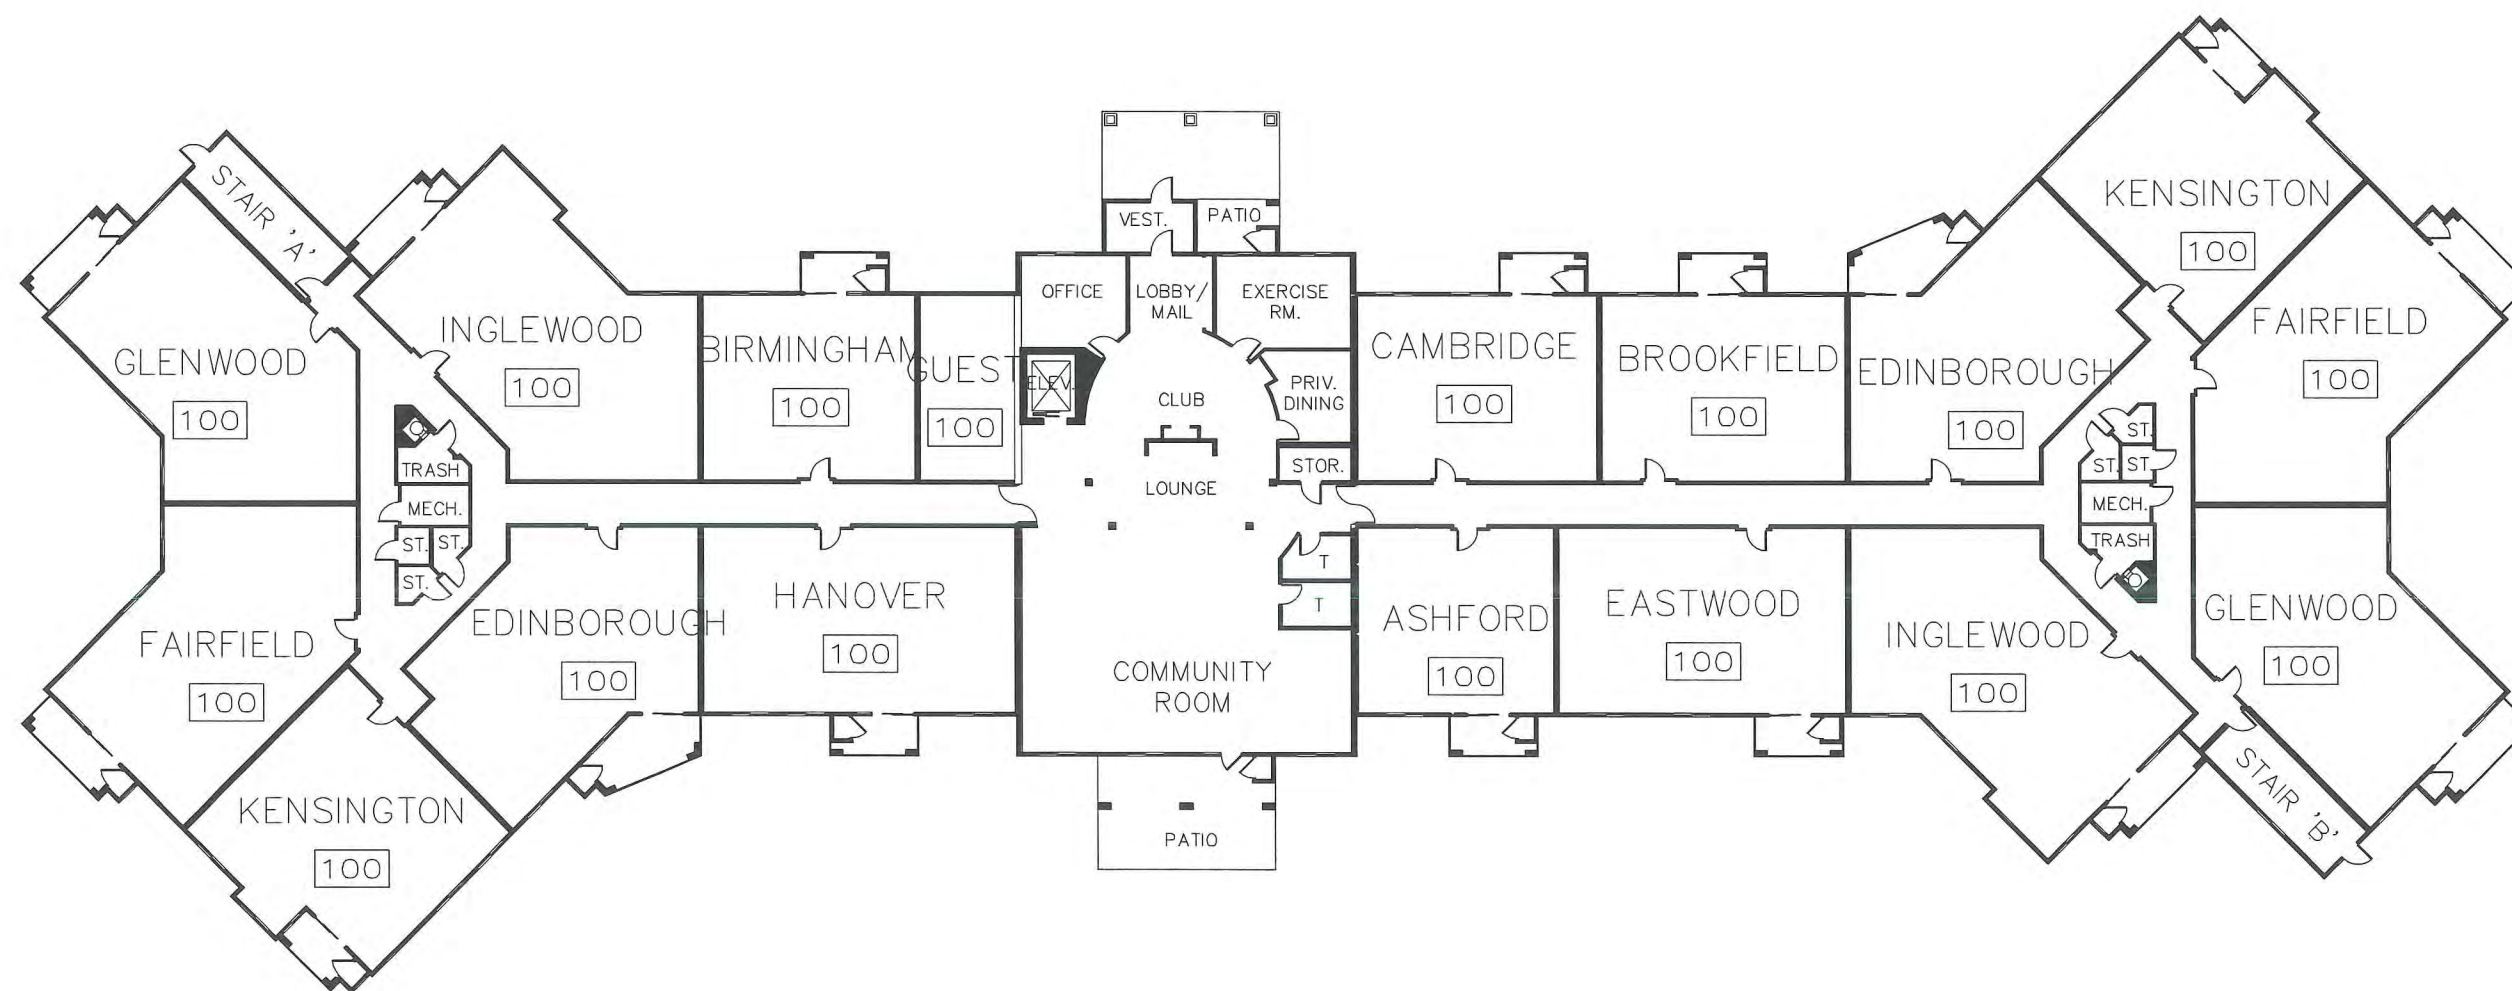 KENSINGTON
100
STAIR 'A'
VEST.
PATIO
OFFICE
LOBBY/
MAIL
EXERCISE
RM.
INGLEWOOD
100
GLENWOOD
100
BIRMINGHAM
100
GUEST
100
ELEV.
CLUB
PRIV.
DINING
CAMBRIDGE
100
BROOKFIELD
100
EDINBOROUGH
100
FAIRFIELD
100
TRASH
MECH.
ST.
ST.
ST.
LOUNGE
STOR.
ST.
ST.
ST.
MECH.
TRASH
T
T
FAIRFIELD
100
EDINBOROUGH
100
HANOVER
100
COMMUNITY
ROOM
ASHFORD
100
EASTWOOD
100
INGLEWOOD
100
GLENWOOD
100
KENSINGTON
100
PATIO
STAIR 'B'